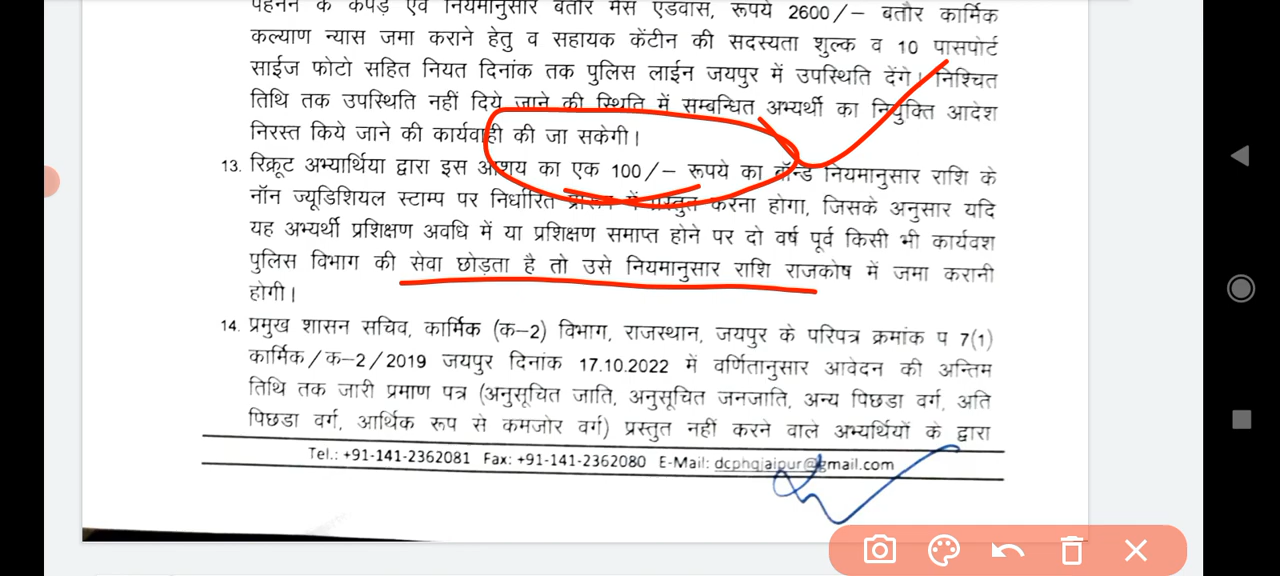 पहनने के कपड़े एवं नियमानुसार बतौर मैस एडवांस, रूपये 2600/- बतौर कार्मिक
कल्याण न्यास जमा कराने हेतु व सहायक केंटीन की सदस्यता शुल्क व 10 पासपोर्ट
साईज फोटो सहित नियत दिनांक तक पुलिस लाईन जयपुर में उपस्थिति देंगे। निश्चित
तिथि तक उपस्थिति नहीं दिये जाने की स्थिति में सम्बन्धित अभ्यर्थी का नियुक्ति आदेश
निरस्त किये जाने की कार्यवाही की जा सकेगी।
13. रिक्रूट अभ्यार्थिया द्वारा इस आशय का एक 100/- रूपये का बॉन्ड नियमानुसार राशि के
नॉन ज्यूडिशियल स्टाम्प पर निर्धारित प्रारूप में प्रस्तुत करना होगा, जिसके अनुसार यदि
यह अभ्यर्थी प्रशिक्षण अवधि में या प्रशिक्षण समाप्त होने पर दो वर्ष पूर्व किसी भी कार्यवश
पुलिस विभाग की सेवा छोड़ता है तो उसे नियमानुसार राशि राजकोष में जमा करानी
होगी।
14. प्रमुख शासन सचिव, कार्मिक (क-2) विभाग, राजस्थान, जयपुर के परिपत्र क्रमांक प 7(1)
कार्मिक/क-2/2019 जयपुर दिनांक 17.10.2022 में वर्णितानुसार आवेदन की अन्तिम
तिथि तक जारी प्रमाण पत्र (अनुसूचित जाति, अनुसूचित जनजाति, अन्य पिछडा वर्ग, अति
पिछडा वर्ग, आर्थिक रूप से कमजोर वर्ग) प्रस्तुत नहीं करने वाले अभ्यर्थियों के द्वारा
Tel.: +91-141-2362081 Fax: +91-141-2362080 E-Mail: dcphqjaipur@gmail.com